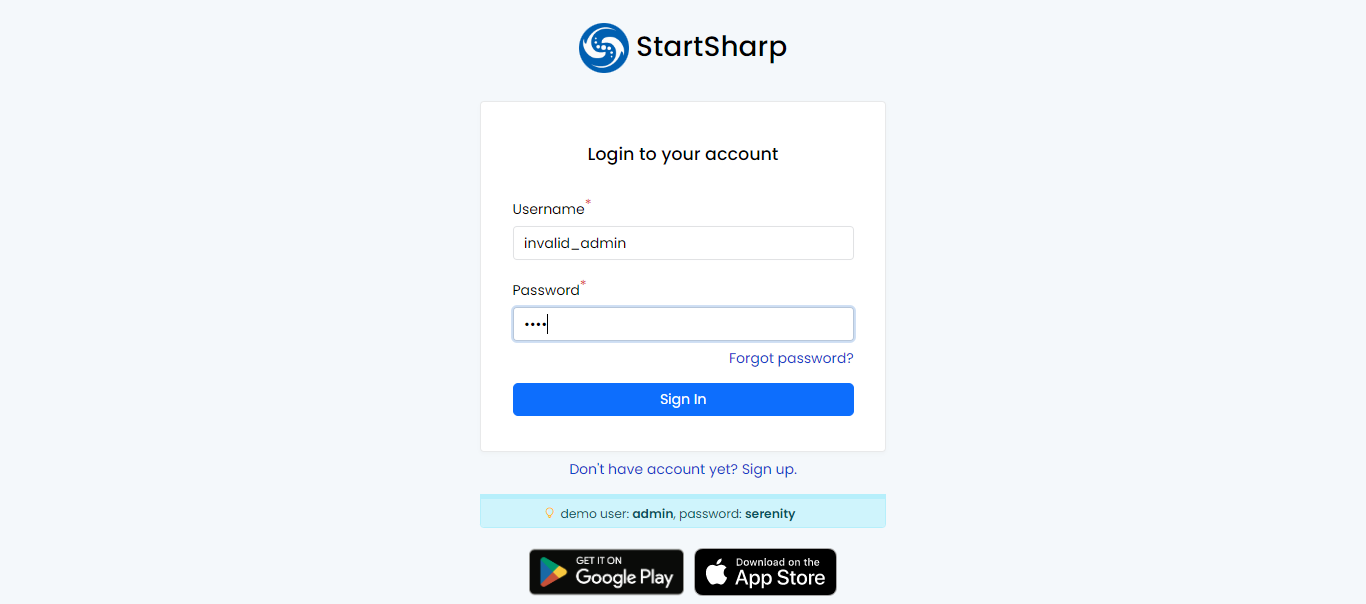 StartSharp
Login to your account
Username*
invalid_admin
Password*
••••
Forgot password?
Sign In
Don't have account yet? Sign up.
demo user: admin, password: serenity
GET IT ON
Google Play
Download on the
App Store